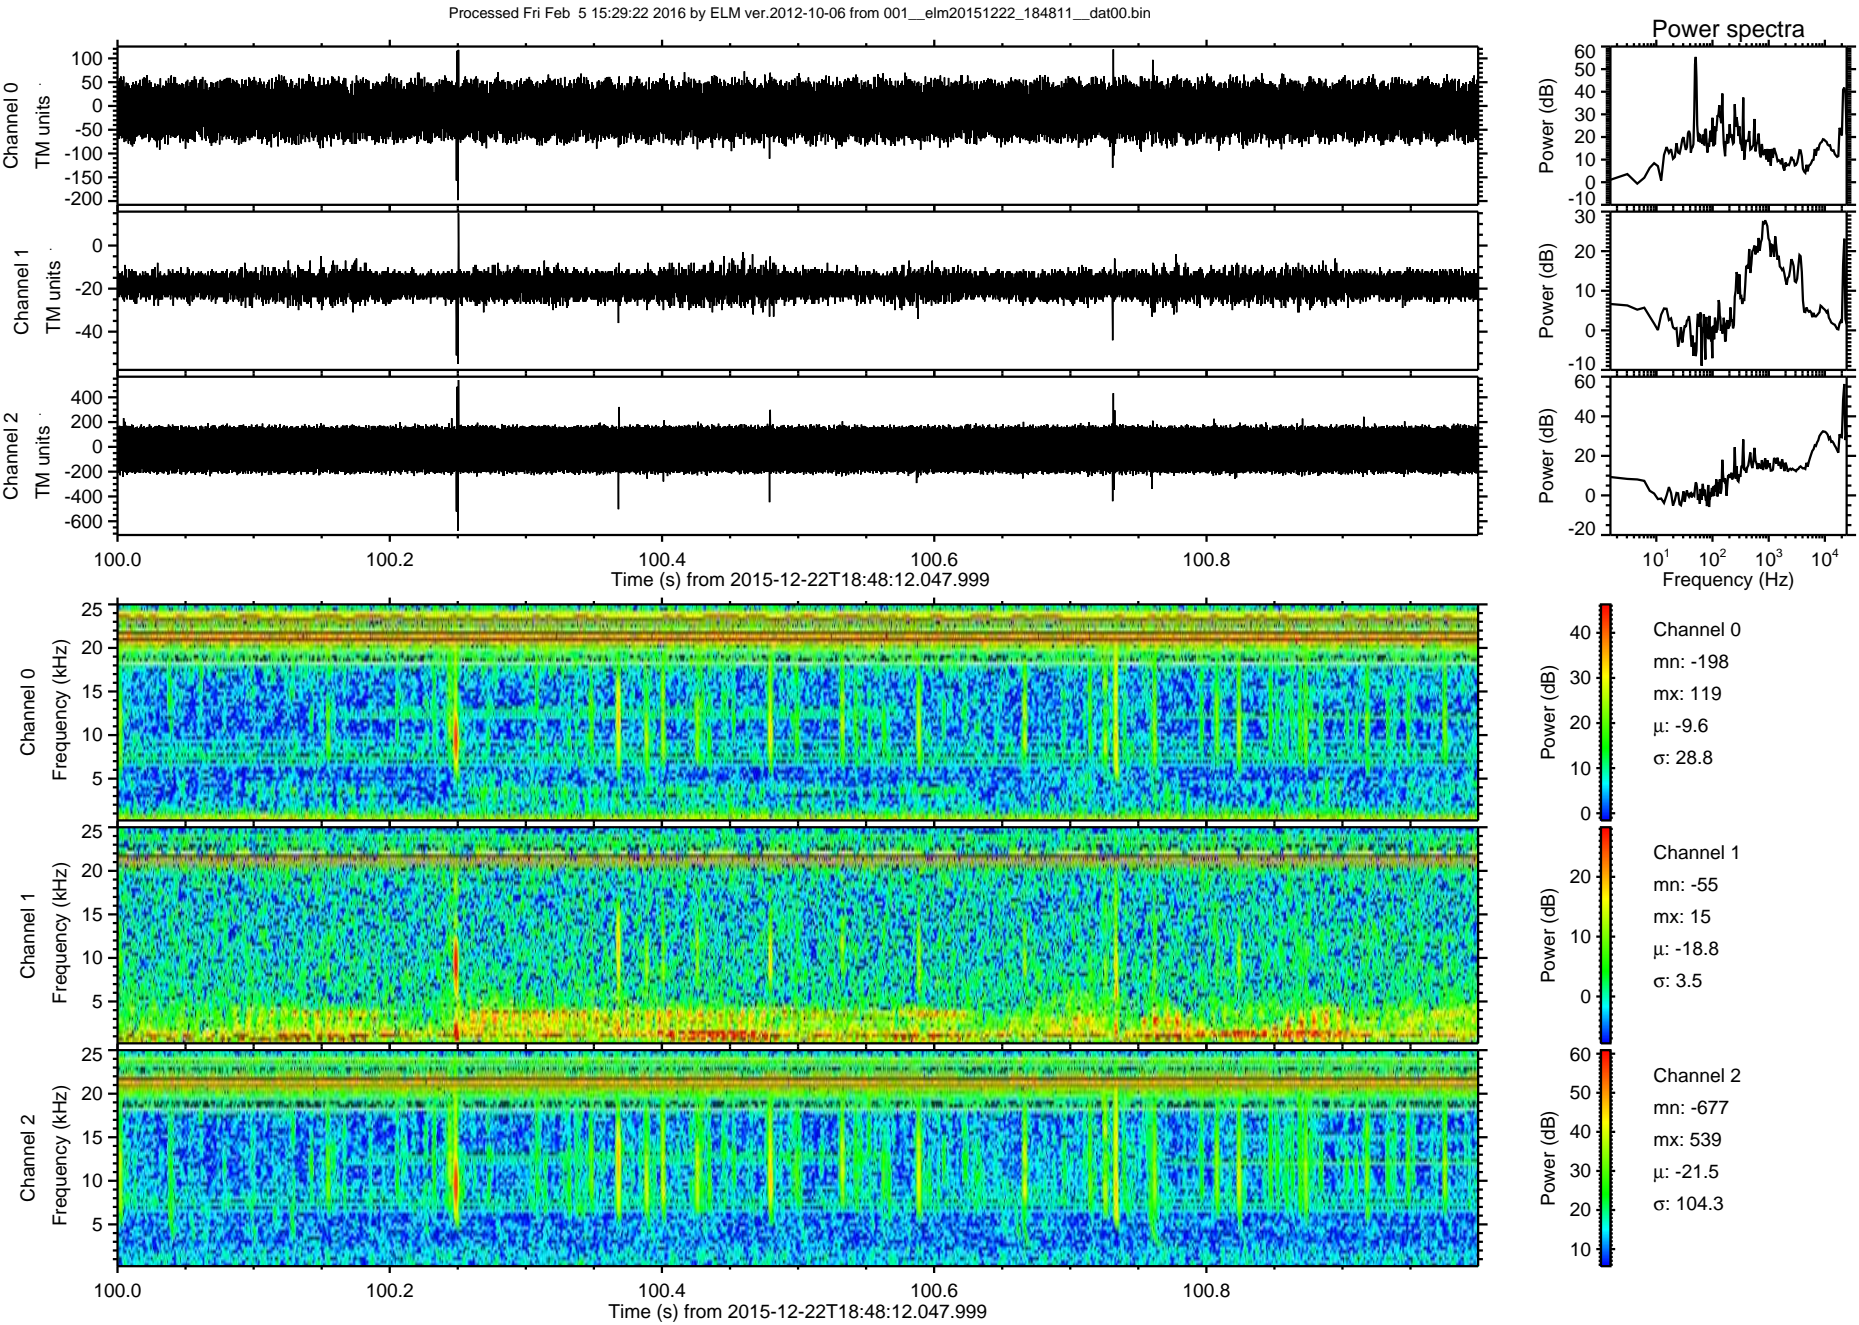 Processed Fri Feb  5 15:29:22 2016 by ELM ver.2012-10-06 from 001__elm20151222_184811__dat00.bin
Power spectra
Channel 0
TM units
100
50
0
-50
-100
-150
-200
Power (dB)
60
50
40
30
20
10
0
-10
Channel 1
TM units
0
-20
-40
Power (dB)
30
20
10
0
-10
Channel 2
TM units
400
200
0
-200
-400
-600
Power (dB)
60
40
20
0
-20
100.0 100.2 100.4 100.6 100.8
Time (s) from 2015-12-22T18:48:12.047.999
10^1 10^2 10^3 10^4
Frequency (Hz)
Channel 0
Frequency (kHz)
25
20
15
10
5
Power (dB)
40
30
20
10
0
Channel 0
mn: -198
mx: 119
µ: -9.6
σ: 28.8
Channel 1
Frequency (kHz)
25
20
15
10
5
Power (dB)
20
10
0
Channel 1
mn: -55
mx: 15
µ: -18.8
σ: 3.5
Channel 2
Frequency (kHz)
25
20
15
10
5
Power (dB)
60
50
40
30
20
10
Channel 2
mn: -677
mx: 539
µ: -21.5
σ: 104.3
100.0 100.2 100.4 100.6 100.8
Time (s) from 2015-12-22T18:48:12.047.999